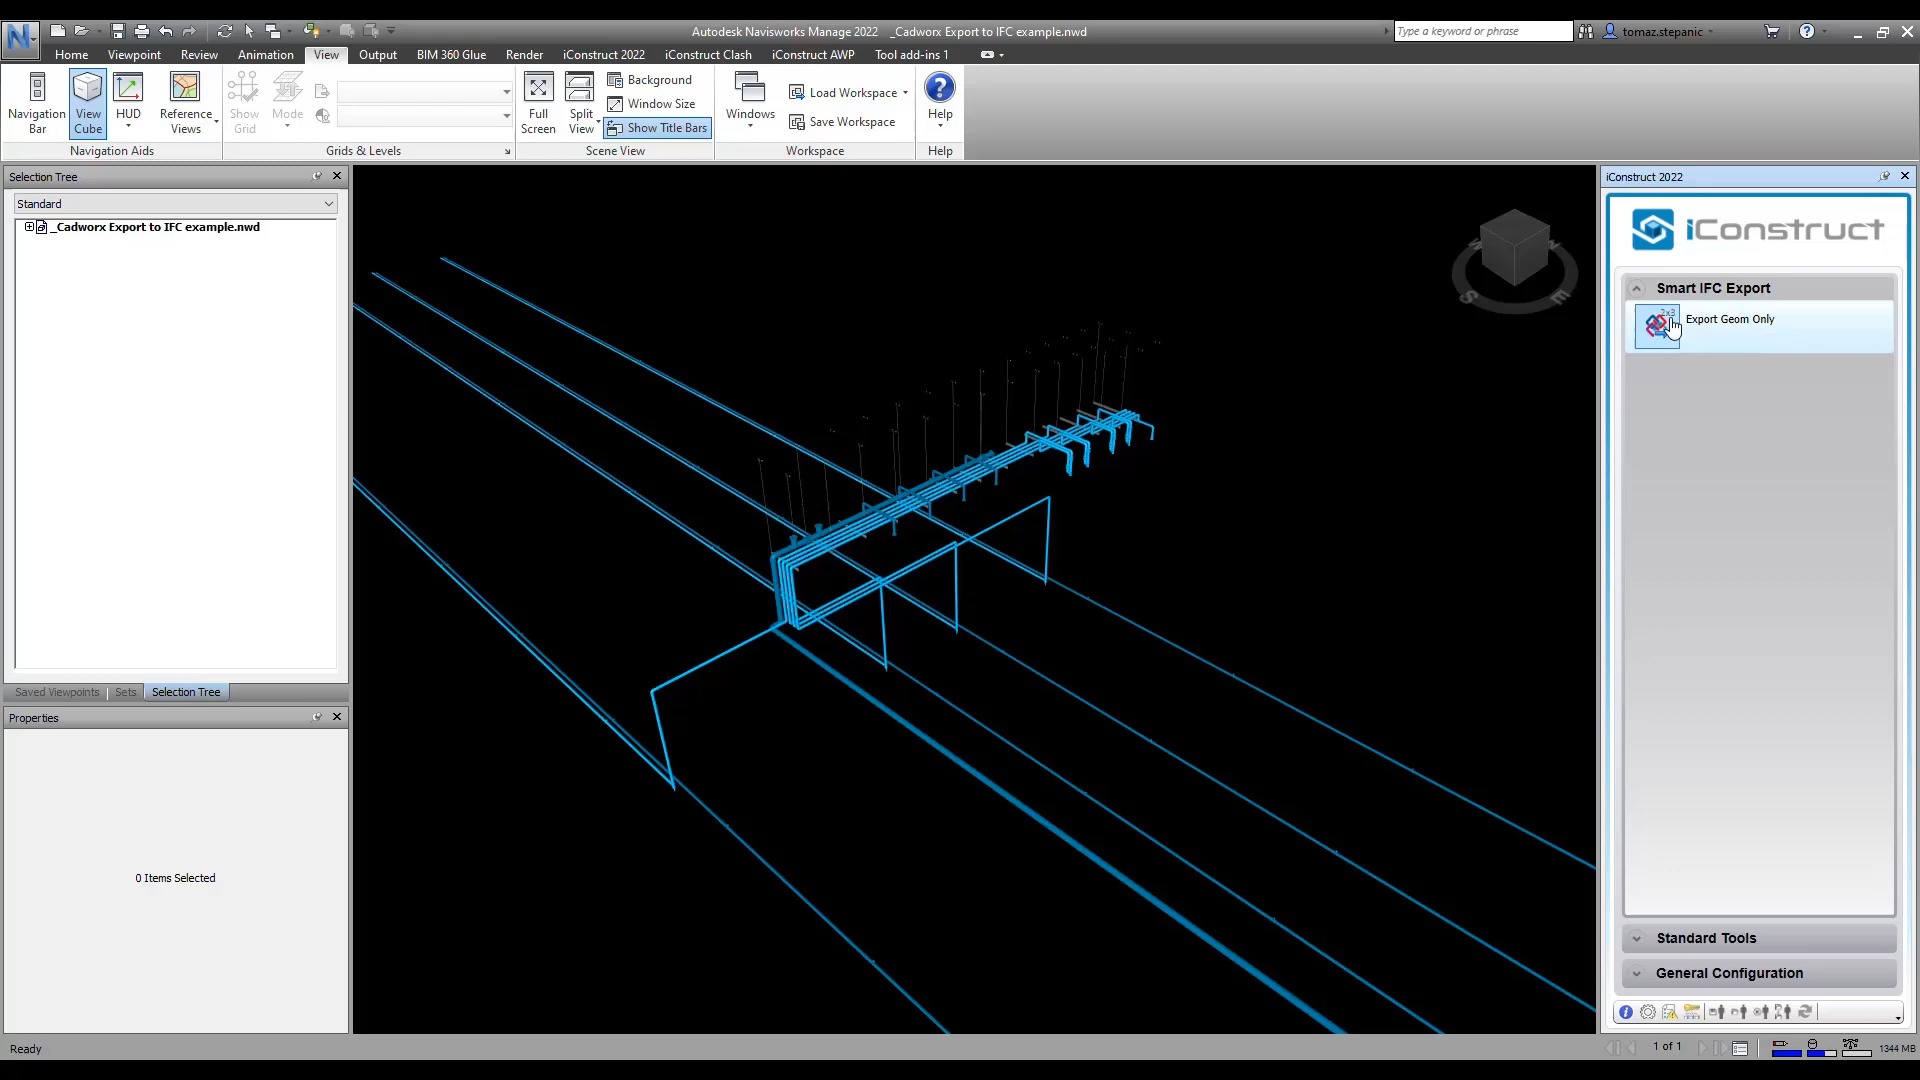 Autodesk Navisworks Manage 2022   _Cadworx Export to IFC example.nwd
Type a keyword or phrase
tomaz.stepanic
Home Viewpoint Review Animation View Output BIM 360 Glue Render iConstruct 2022 iConstruct Clash iConstruct AWP Tool add-ins 1
Navigation Bar
View Cube
HUD
Reference Views
Show Grid
Mode
Full Screen
Split View
Background
Window Size
Show Title Bars
Windows
Load Workspace
Save Workspace
Help
Navigation Aids
Grids & Levels
Scene View
Workspace
Help
Selection Tree
Standard
_Cadworx Export to IFC example.nwd
Saved Viewpoints Sets Selection Tree
Properties
0 Items Selected
S
E
iConstruct 2022
iConstruct
Smart IFC Export
2x3
Export Geom Only
Standard Tools
General Configuration
Ready
1 of 1
1344 MB